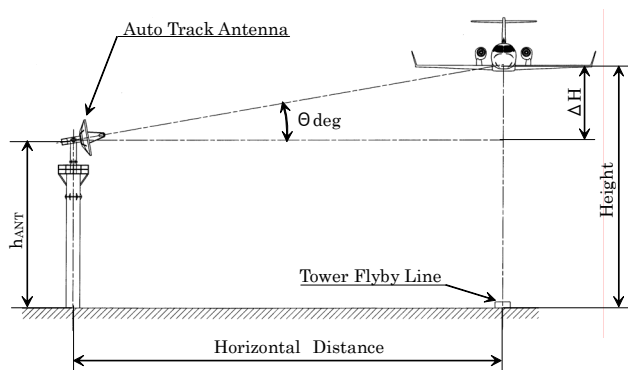 Auto Track Antenna
Θdeg
ΔH
Height
hANT
Tower Flyby Line
Horizontal Distance